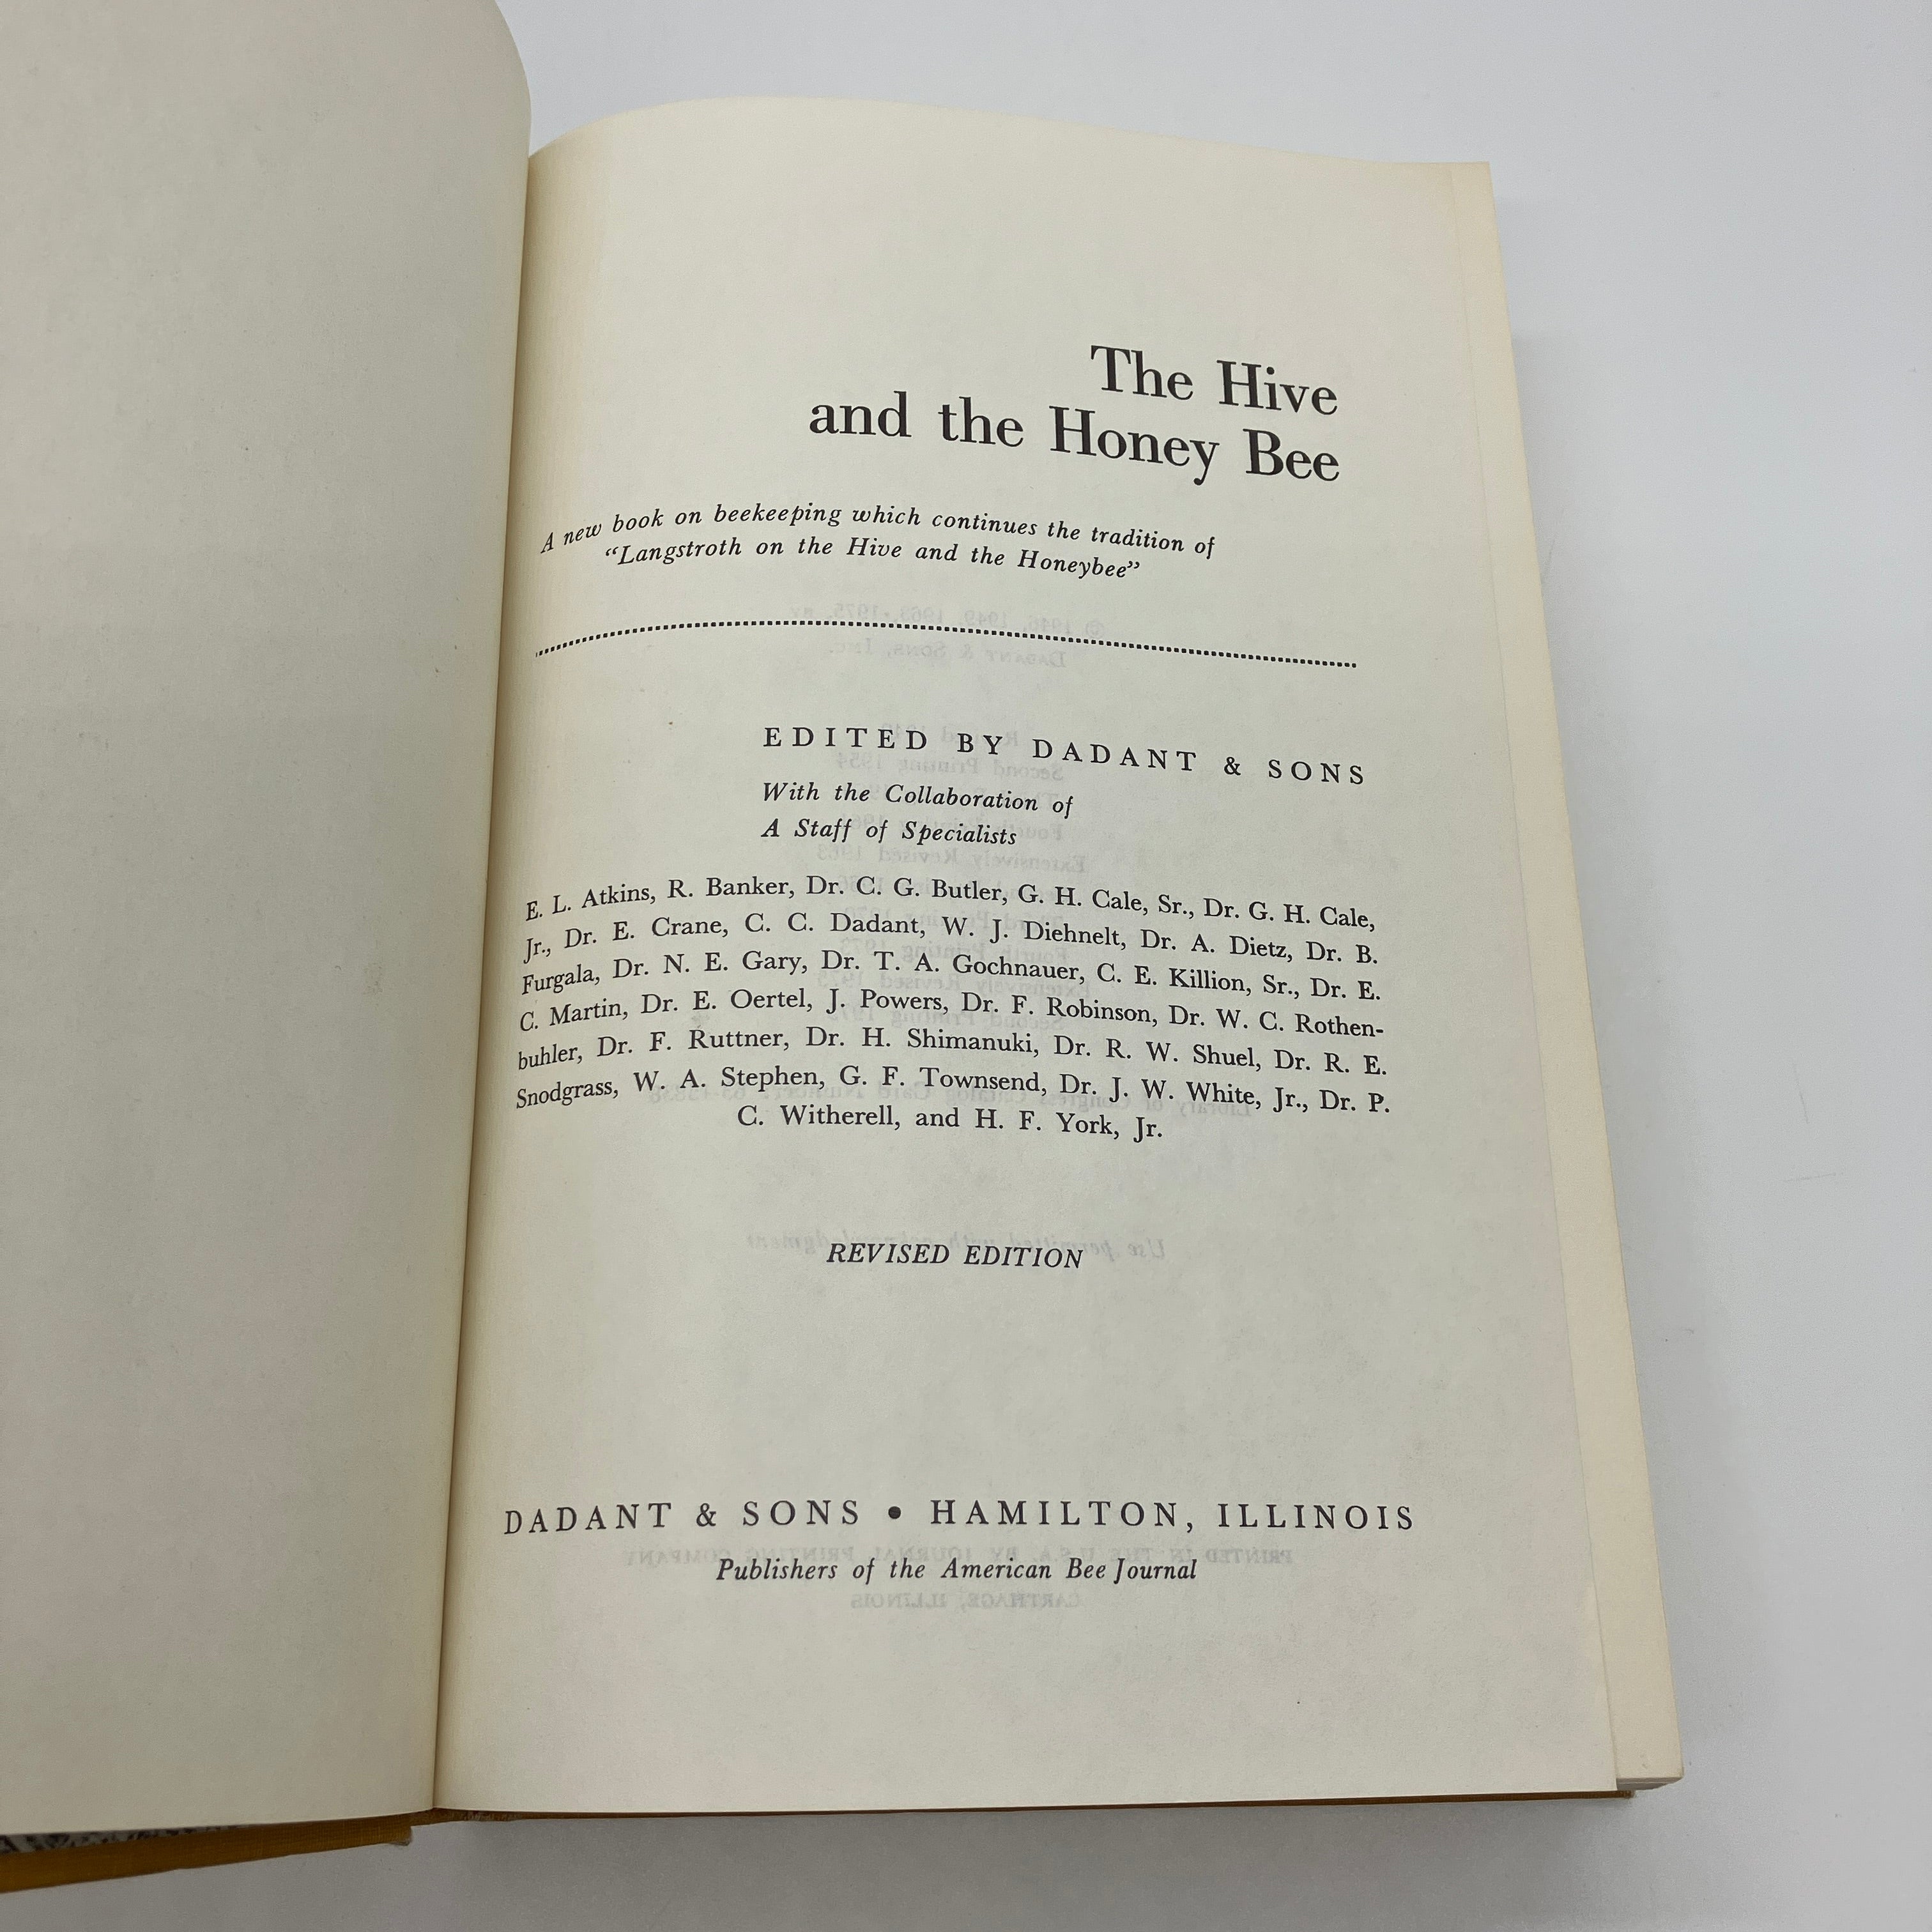 The Hive
and the Honey Bee
A new book on beekeeping which continues the tradition of
“Langstroth on the Hive and the Honeybee”
EDITED BY DADANT & SONS
With the Collaboration of
A Staff of Specialists
E. L. Atkins, R. Banker, Dr. C. G. Butler, G. H. Cale, Sr., Dr. G. H. Cale,
Jr., Dr. E. Crane, C. C. Dadant, W. J. Diehnelt, Dr. A. Dietz, Dr. B.
Furgala, Dr. N. E. Gary, Dr. T. A. Gochnauer, C. E. Killion, Sr., Dr. E.
C. Martin, Dr. E. Oertel, J. Powers, Dr. F. Robinson, Dr. W. C. Rothen-
buhler, Dr. F. Ruttner, Dr. H. Shimanuki, Dr. R. W. Shuel, Dr. R. E.
Snodgrass, W. A. Stephen, G. F. Townsend, Dr. J. W. White, Jr., Dr. P.
C. Witherell, and H. F. York, Jr.
REVISED EDITION
DADANT & SONS • HAMILTON, ILLINOIS
Publishers of the American Bee Journal